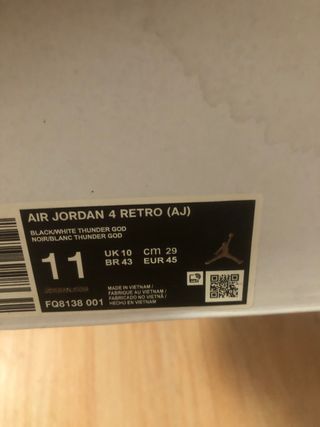 AIR JORDAN 4 RETRO (AJ)
BLACK/WHITE THUNDER GOD
NOIR/BLANC THUNDER GOD
11 UK 10 cm 29
BR 43 EUR 45
FQ8138 001
MADE IN VIETNAM /
FABRIQUE AU VIETNAM /
FABRICADO NO VIETNÃ /
HECHO EN VIETNAM